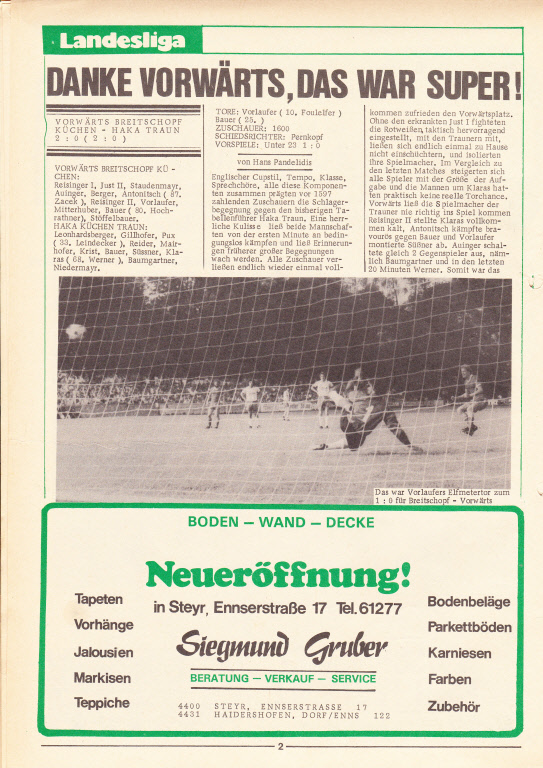 Landesliga
DANKE VORWÄRTS, DAS WAR SUPER!
VORWÄRTS BREITSCHOPF
KÜCHEN - HAKA TRAUN
2 : 0 ( 2 : 0 )
VORWÄRTS BREITSCHOPF KÜ -
CHEN:
Reisinger I, Just II, Staudenmayr,
Auinger, Berger, Antonitsch ( 87.
Zacek ), Reisinger II, Vorlaufer,
Mitterhuber, Bauer ( 80. Hoch-
rathner), Stöffelbauer,
HAKA KÜCHEN TRAUN:
Leonhardsberger, Gillhofer, Pux
( 33. Leindecker ), Reider, Mair-
hofer, Krist, Bauer, Süssner, Kla-
ras ( 68, Werner ), Baumgartner,
Niedermayr.
TORE: Vorlaufer ( 10. Foulelfer )
Bauer ( 25. )
ZUSCHAUER: 1600
SCHIEDSRICHTER: Pernkopf
VORSPIELE: Unter 23 1 : 0
von Hans Pandelidis
Englischer Cupstil, Tempo, Klasse,
Sprechchöre, alle diese Komponen-
ten zusammen prägten vor 1597
zahlenden Zuschauern die Schlager-
begegnung gegen den bisherigen Ta-
bellenführer Haka Traun. Eine herr-
liche Kulisse ließ beide Mannschaf-
ten von der ersten Minute an bedin-
gungslos kämpfen und ließ Erinnerun-
gen früherer großer Begegnungen
wach werden. Alle Zuschauer ver-
ließen endlich wieder einmal voll-
kommen zufrieden den Vorwärtsplatz.
Ohne den erkrankten Just I fighteten
die Rotweißen, taktisch hervorragend
eingestellt, mit den Traunern mit,
ließen sich endlich einmal zu Hause
nicht einschüchtern, und isolierten
ihre Spielmacher. Im Vergleich zu
den letzten Matches steigerten sich
alle Spieler mit der Größe der Auf-
gabe und die Mannen um Klaras hat-
ten praktisch keine reelle Torchance.
Vorwärts ließ die Spielmacher der
Trauner nie richtig ins Spiel kommen
Reisinger II stellte Klaras vollkom-
men kalt, Antonitsch kämpfte bra-
vourös gegen Bauer und Vorlaufer
montierte Süßner ab. Auinger schal-
tete gleich 2 Gegenspieler aus, näm-
lich Baumgartner und in den letzten
20 Minuten Werner. Somit war das
Das war Vorlaufers Elfmetertor zum
1 : 0 für Breitschopf - Vorwärts
BODEN – WAND – DECKE
Neueröffnung!
in Steyr, Ennserstraße 17 Tel. 61277
Siegmund Gruber
BERATUNG – VERKAUF – SERVICE
4400 STEYR, ENNSERSTRASSE 17
4431 HAIDERSHOFEN, DORF/ENNS 122
Tapeten
Vorhänge
Jalousien
Markisen
Teppiche
Bodenbeläge
Parkettböden
Karniesen
Farben
Zubehör
2